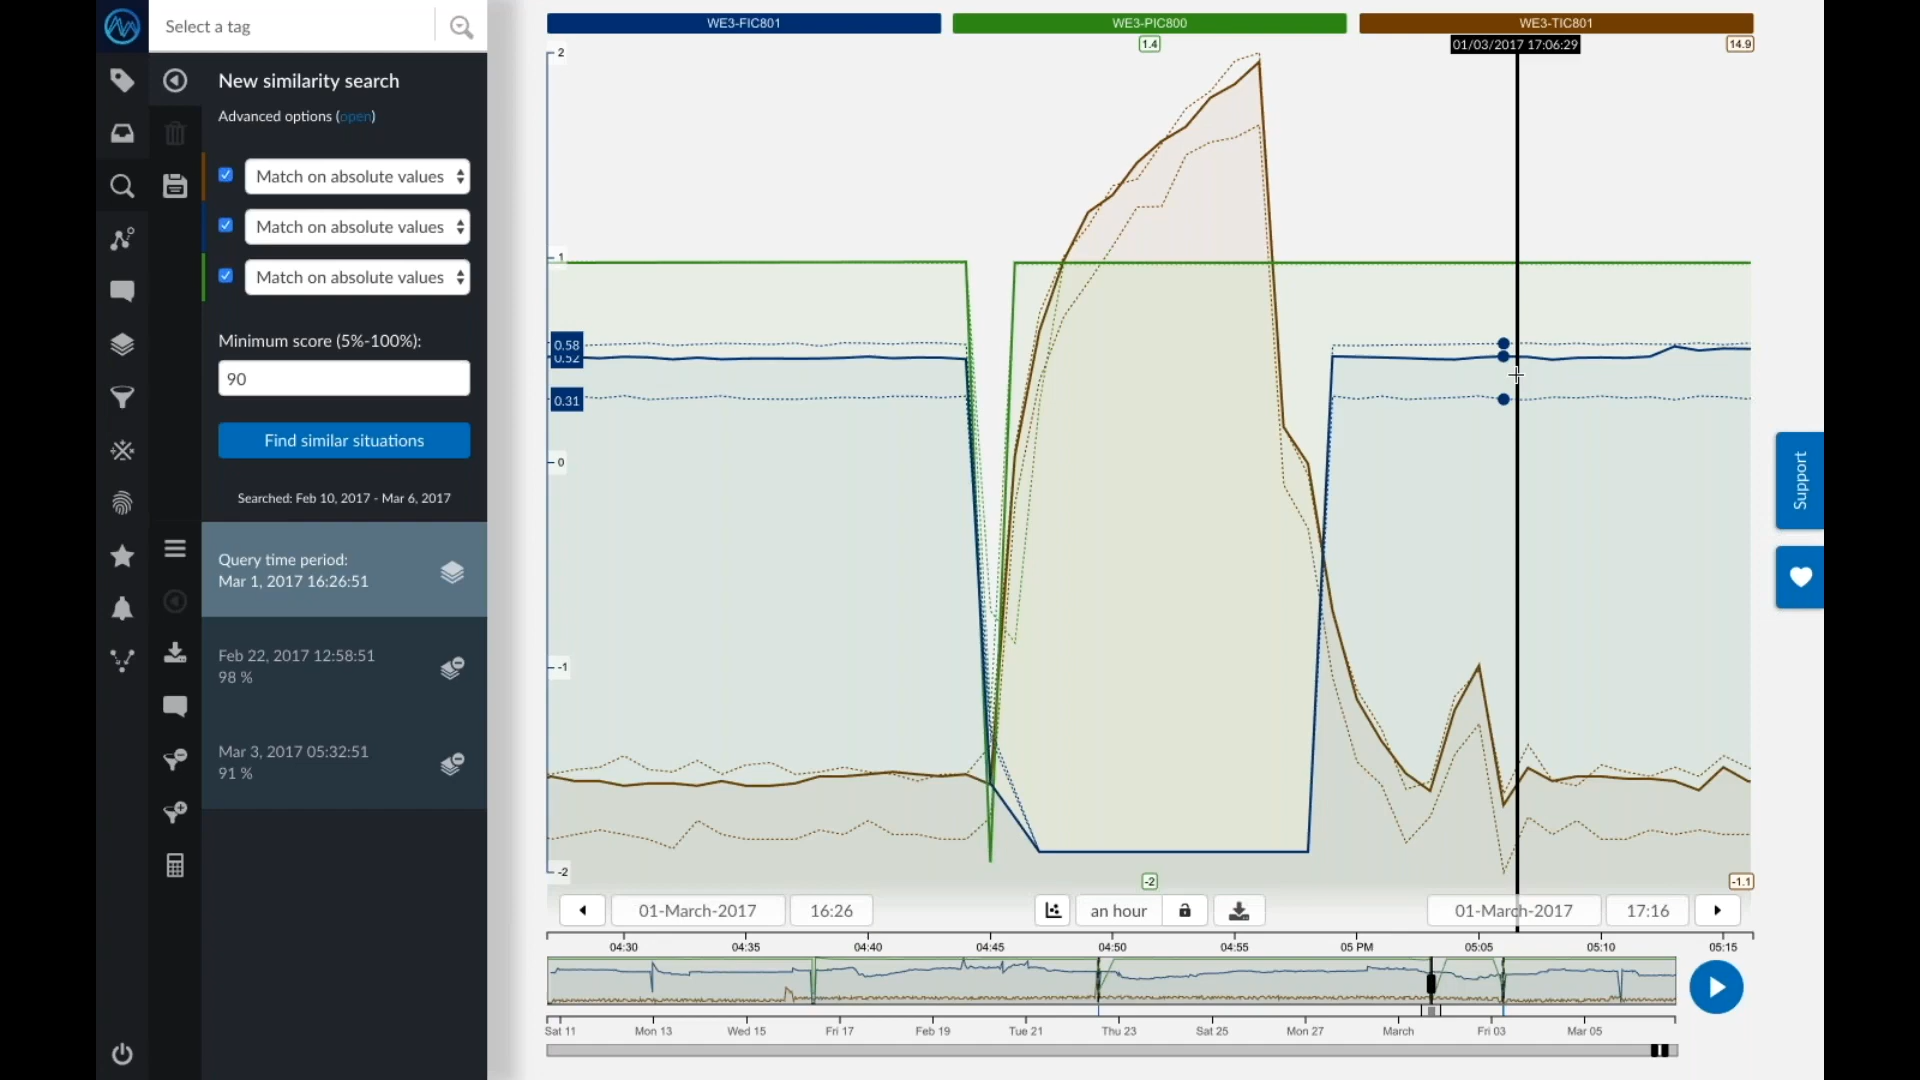 Select a tag
New similarity search
Advanced options (open)
Match on absolute values
Match on absolute values
Match on absolute values
Minimum score (5%-100%):
90
Find similar situations
Searched: Feb 10, 2017 - Mar 6, 2017
Query time period:
Mar 1, 2017 16:26:51
Feb 22, 2017 12:58:51
98 %
Mar 3, 2017 05:32:51
91 %
WE3-FIC801 WE3-PIC800 WE3-TIC801
1.4 01/03/2017 17:06:29 14.9
2
1
0.58
0.52
0.31
0
-1
-2
-2 -1.1
01-March-2017 16:26 an hour 01-March-2017 17:16
04:30 04:35 04:40 04:45 04:50 04:55 05 PM 05:05 05:10 05:15
Sat 11 Mon 13 Wed 15 Fri 17 Feb 19 Tue 21 Thu 23 Sat 25 Mon 27 March Fri 03 Mar 05
Support